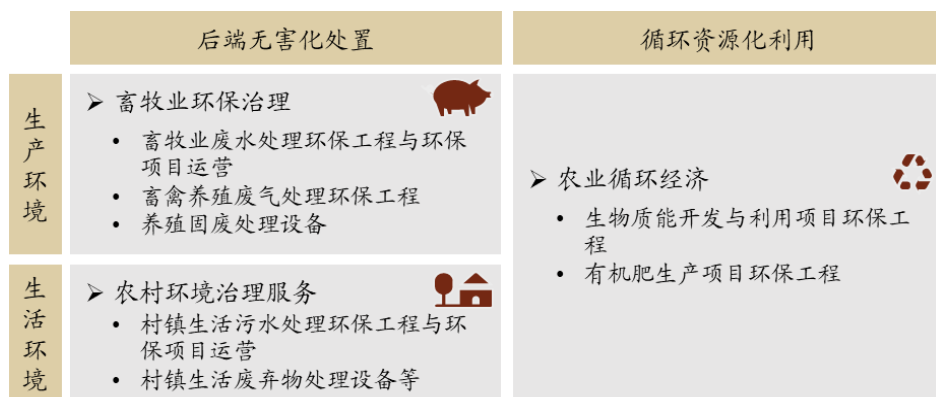 后端无害化处置
循环资源化利用
生产环境
➢ 畜牧业环保治理
• 畜牧业废水处理环保工程与环保
项目运营
• 畜禽养殖废气处理环保工程
• 养殖固废处理设备
生活环境
➢ 农村环境治理服务
• 村镇生活污水处理环保工程与环
保项目运营
• 村镇生活废弃物处理设备等
➢ 农业循环经济
• 生物质能开发与利用项目环保工
程
• 有机肥生产项目环保工程